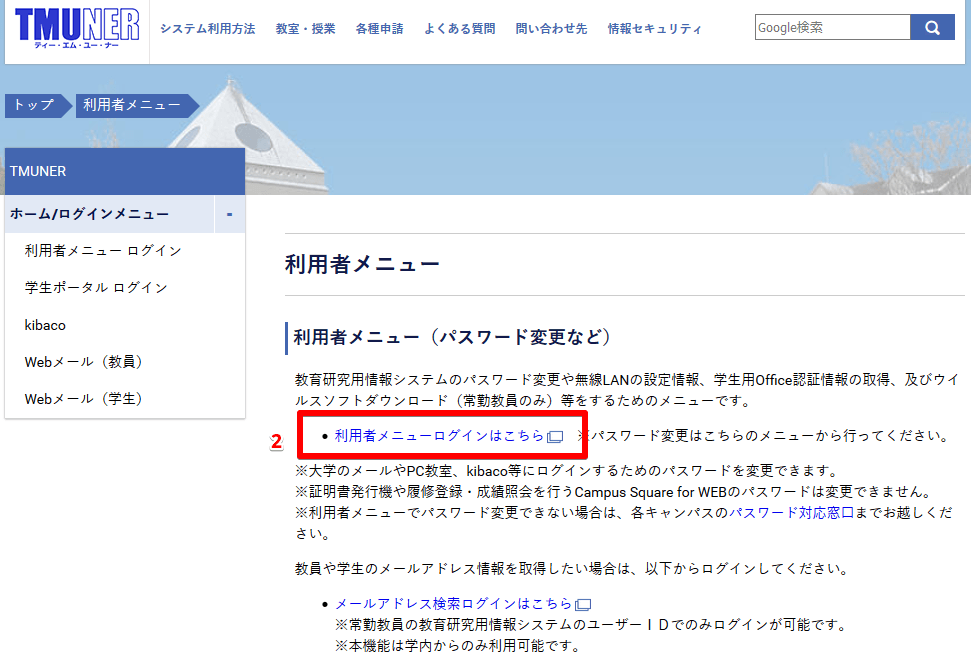 TMUNER
ティー・エム・ユー・ナー
システム利用方法 教室・授業 各種申請 よくある質問 問い合わせ先 情報セキュリティ
Google検索
トップ 利用者メニュー
TMUNER
ホーム/ログインメニュー -
利用者メニュー ログイン
学生ポータル ログイン
kibaco
Webメール（教員）
Webメール（学生）
利用者メニュー
利用者メニュー（パスワード変更など）
教育研究用情報システムのパスワード変更や無線LANの設定情報、学生用Office認証情報の取得、及びウイ
ルスソフトダウンロード（常勤教員のみ）等をするためのメニューです。
2
• 利用者メニューログインはこちら ※パスワード変更はこちらのメニューから行ってください。
※大学のメールやPC教室、kibaco等にログインするためのパスワードを変更できます。
※証明書発行機や履修登録・成績照会を行うCampus Square for WEBのパスワードは変更できません。
※利用者メニューでパスワード変更できない場合は、各キャンパスのパスワード対応窓口までお越しくだ
さい。
教員や学生のメールアドレス情報を取得したい場合は、以下からログインしてください。
• メールアドレス検索ログインはこちら
※常勤教員の教育研究用情報システムのユーザーＩＤでのみログインが可能です。
※本機能は学内からのみ利用可能です。